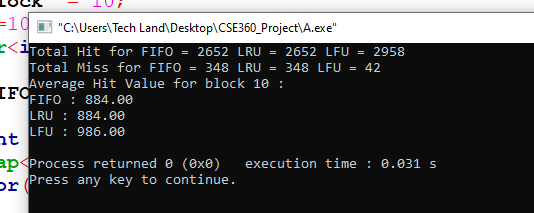 lock = 10;
"C:\Users\Tech Land\Desktop\CSE360_Project\A.exe"
=10
r<i
Total Hit for FIFO = 2652 LRU = 2652 LFU = 2958
Total Miss for FIFO = 348 LRU = 348 LFU = 42
Average Hit Value for block 10 :
IFO
FIFO : 884.00
LRU : 884.00
LFU : 986.00
nt
ap<
Process returned 0 (0x0)   execution time : 0.031 s
or(
Press any key to continue.